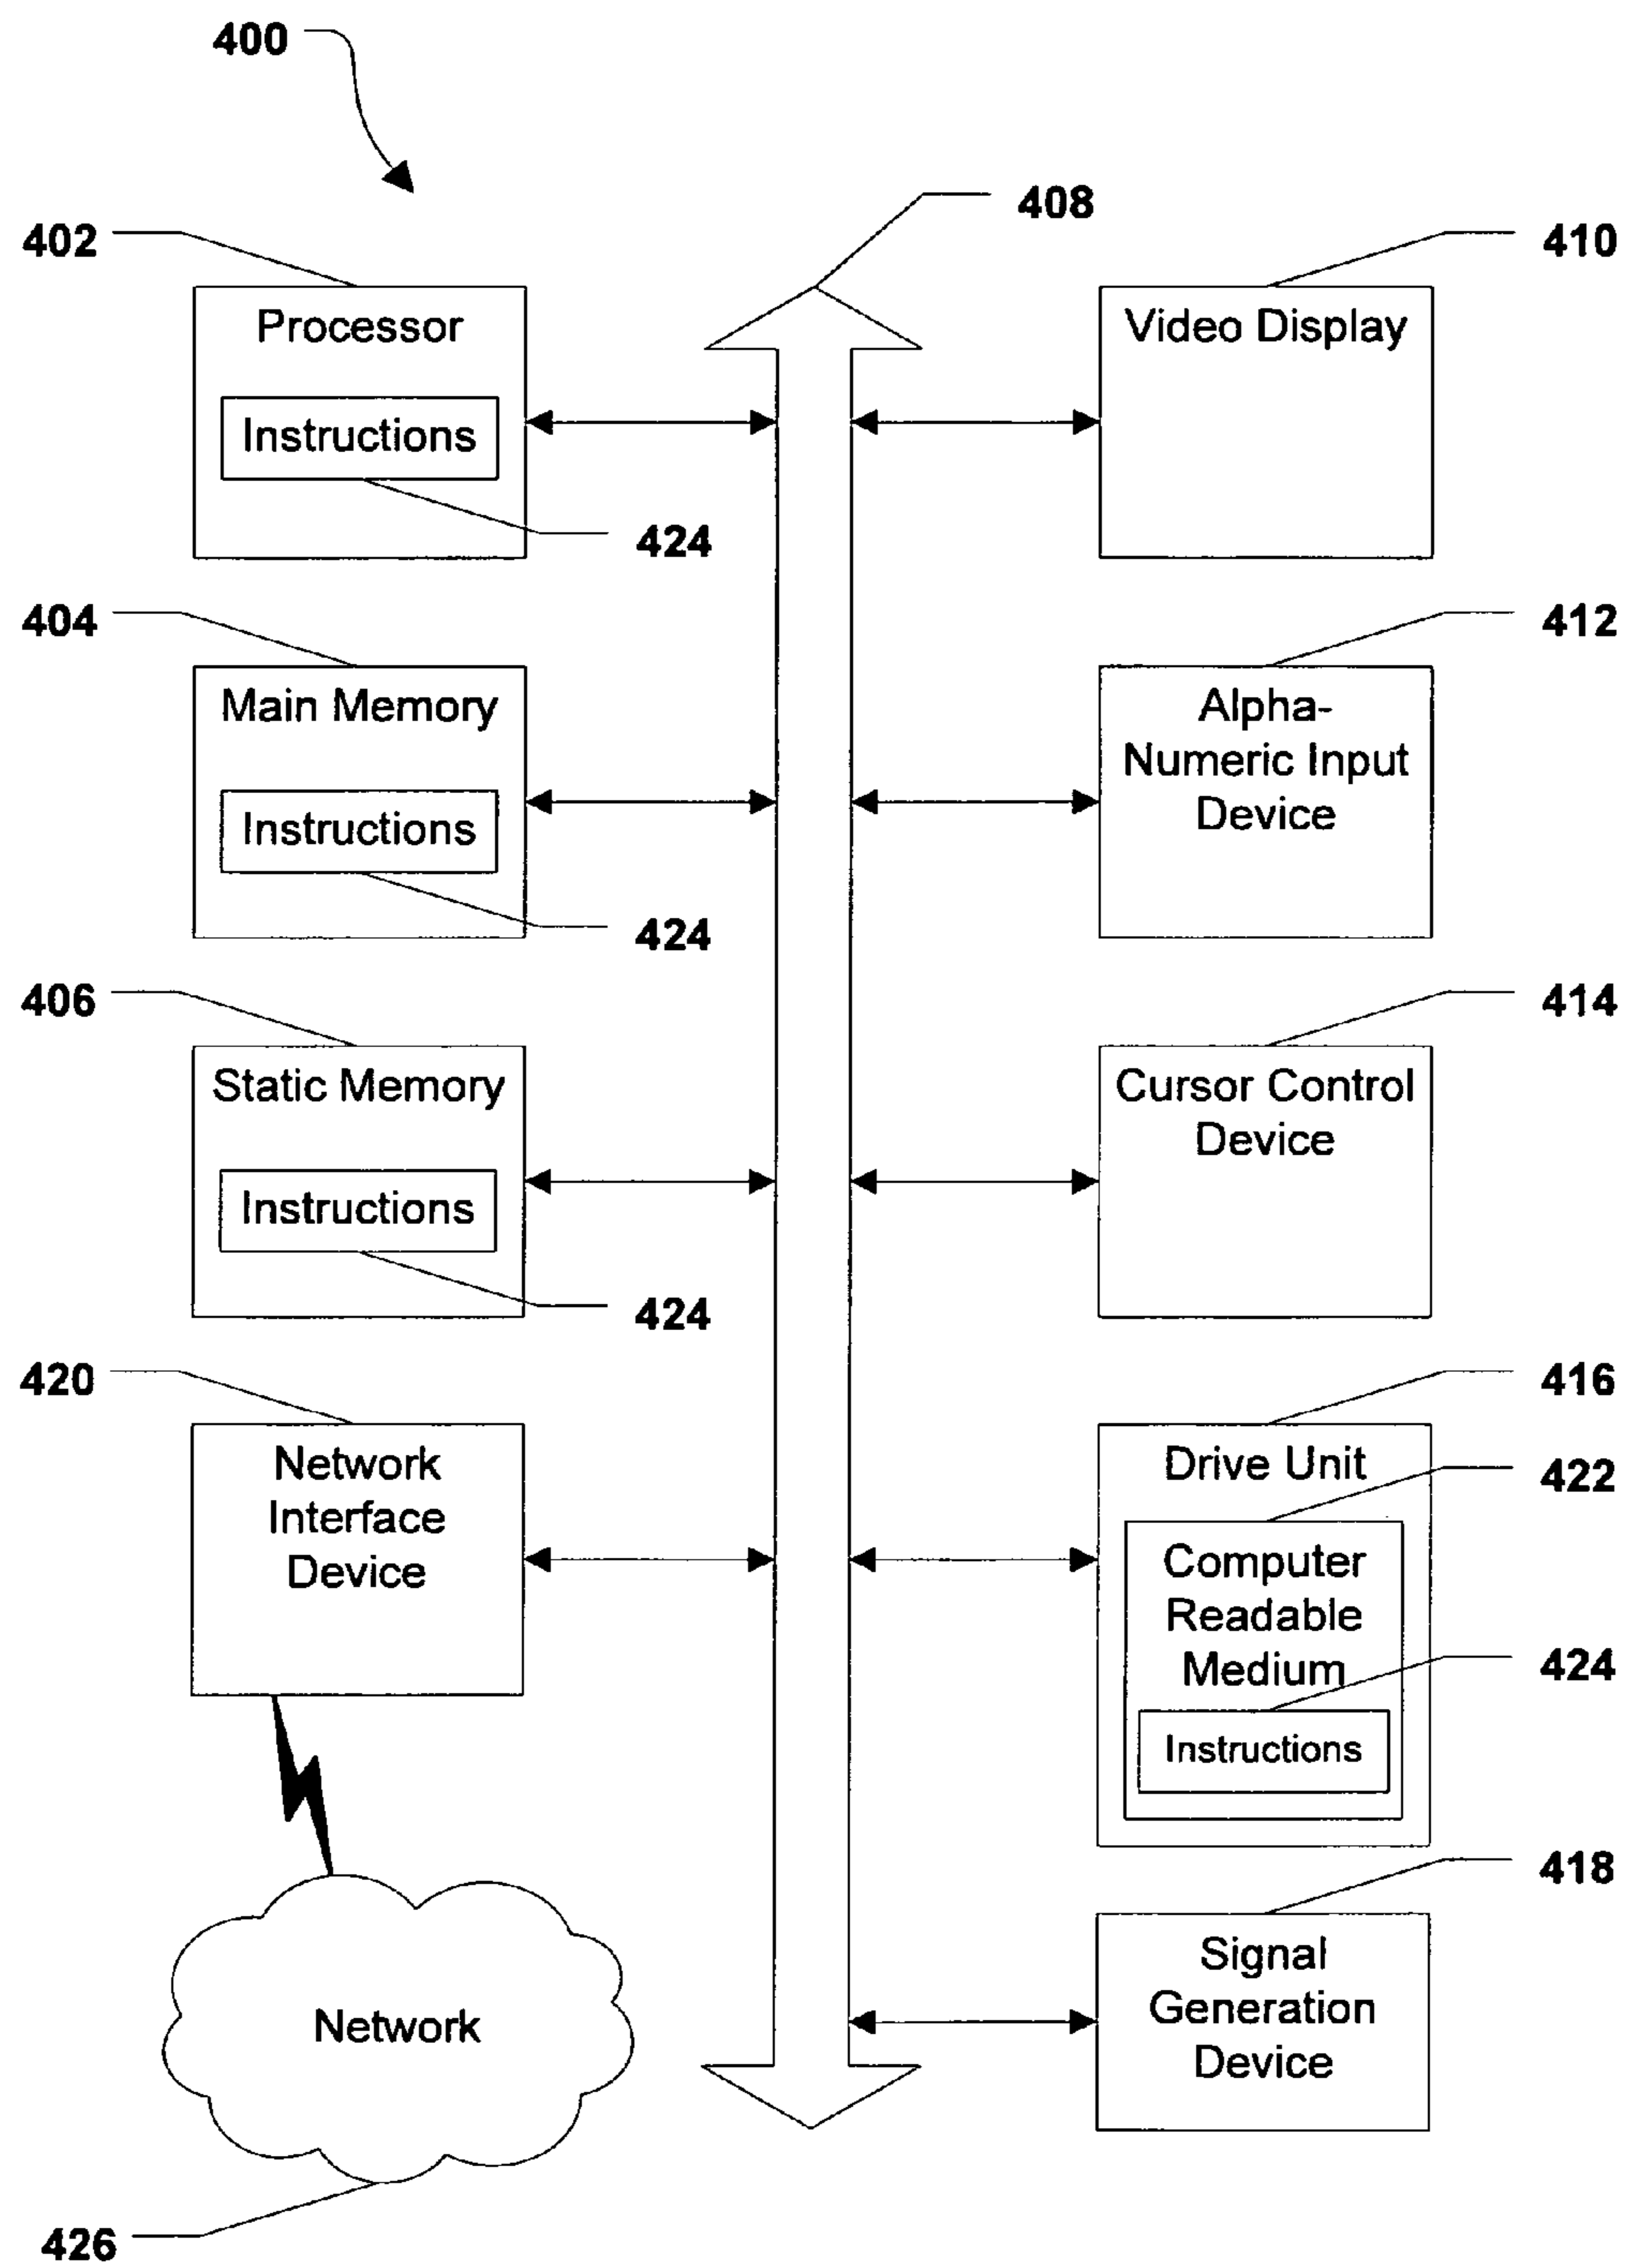 400
408
402
410
Processor
Instructions
424
Video Display
404
412
Main Memory
Instructions
424
Alpha-
Numeric Input
Device
406
414
Static Memory
Instructions
424
Cursor Control
Device
420
416
Network
Interface
Device
Drive Unit
422
Computer
Readable
Medium
424
Instructions
418
Signal
Generation
Device
Network
426